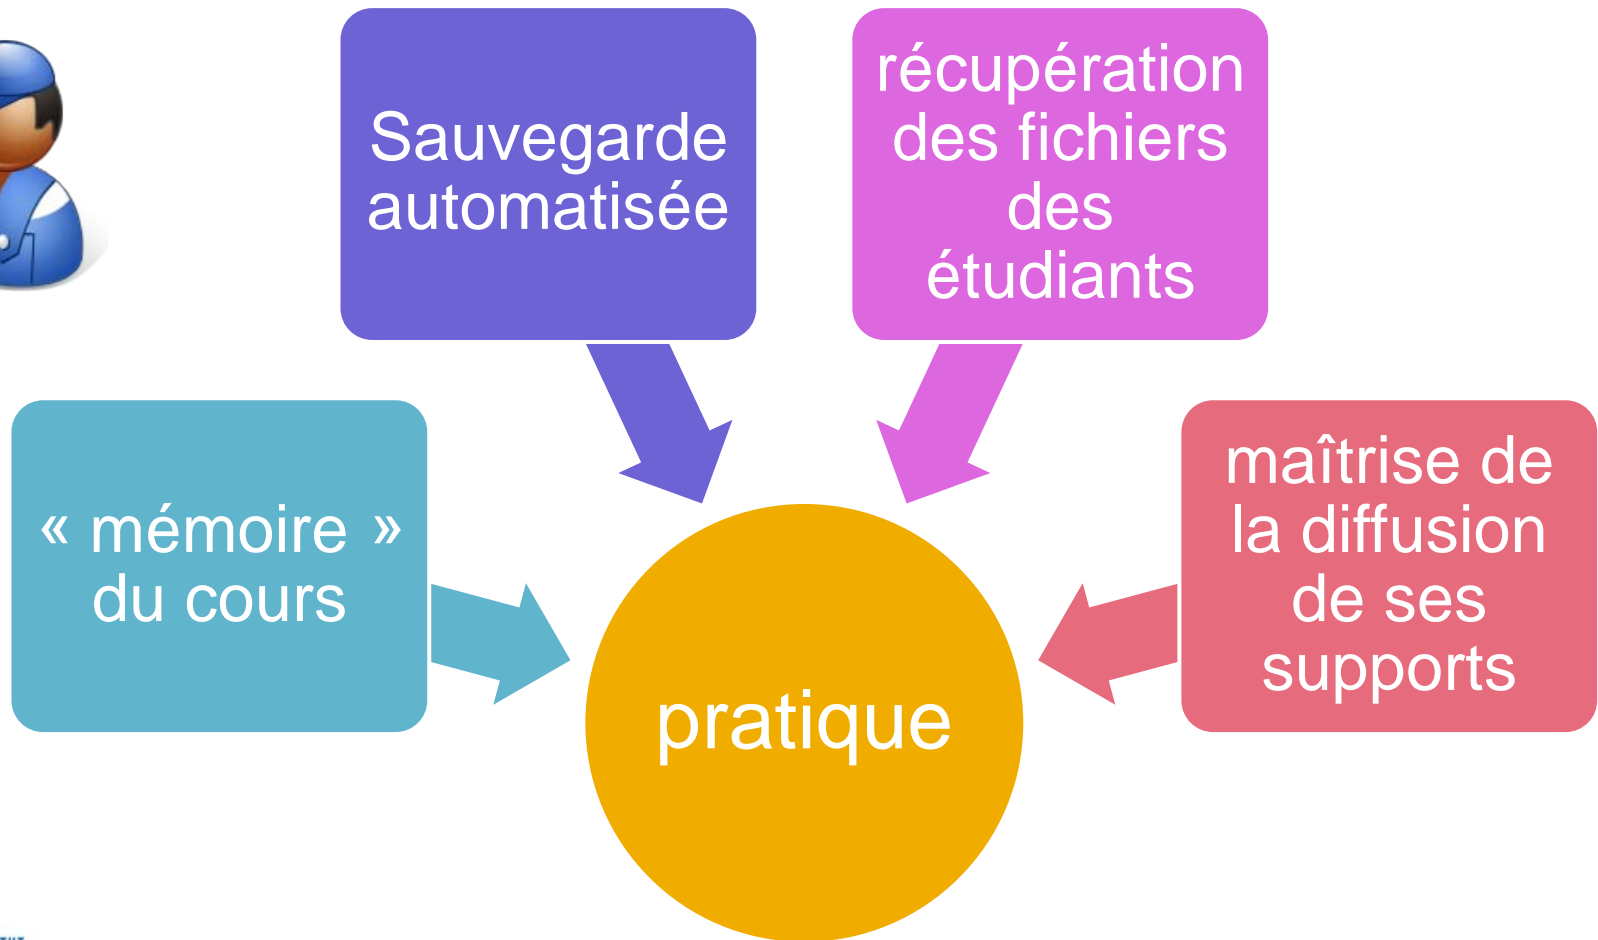 Sauvegarde
automatisée
récupération
des fichiers
des
étudiants
« mémoire »
du cours
maîtrise de
la diffusion
de ses
supports
pratique